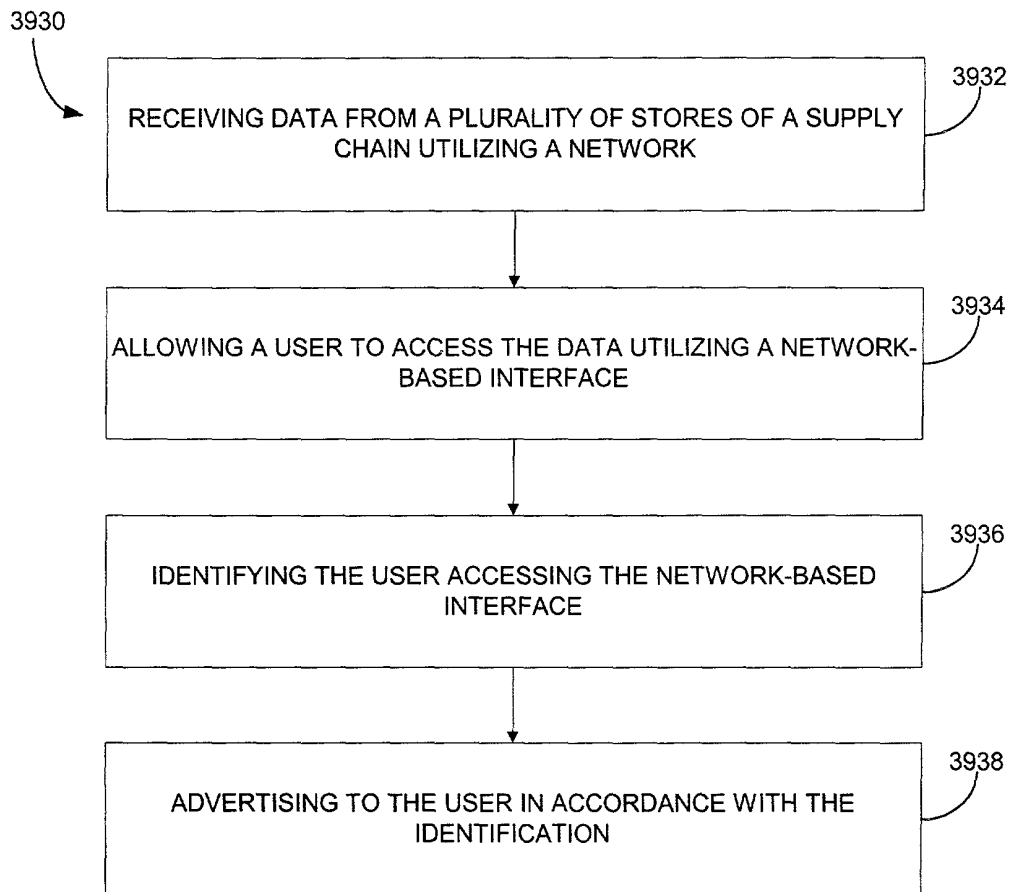 3930
3932
RECEIVING DATA FROM A PLURALITY OF STORES OF A SUPPLY
CHAIN UTILIZING A NETWORK
3934
ALLOWING A USER TO ACCESS THE DATA UTILIZING A NETWORK-
BASED INTERFACE
3936
IDENTIFYING THE USER ACCESSING THE NETWORK-BASED
INTERFACE
3938
ADVERTISING TO THE USER IN ACCORDANCE WITH THE
IDENTIFICATION